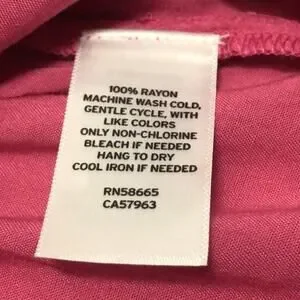 100% RAYON
MACHINE WASH COLD,
GENTLE CYCLE, WITH
LIKE COLORS
ONLY NON-CHLORINE
BLEACH IF NEEDED
HANG TO DRY
COOL IRON IF NEEDED
RN58665
CA57963